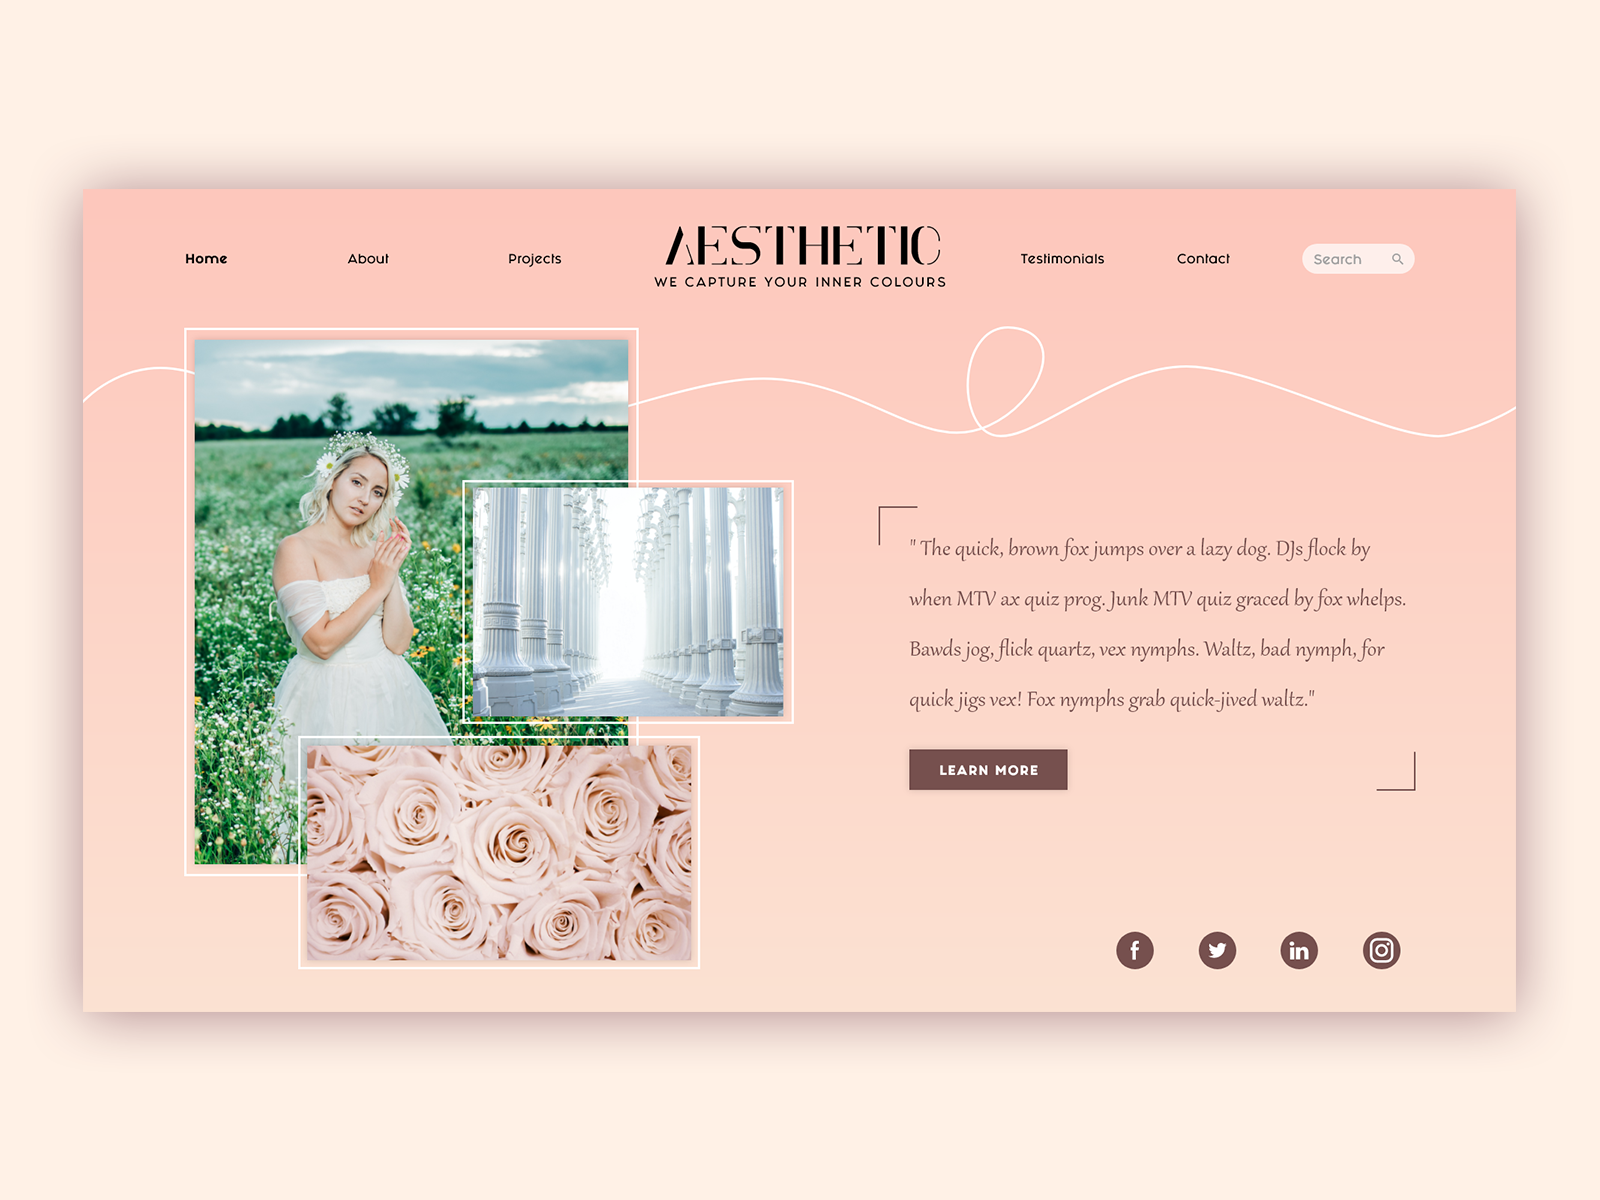 Home
About
Projects
AESTHETIC
WE CAPTURE YOUR INNER COLOURS
Testimonials
Contact
Search
" The quick, brown fox jumps over a lazy dog. DJs flock by
when MTV ax quiz prog. Junk MTV quiz graced by fox whelps.
Bawds jog, flick quartz, vex nymphs. Waltz, bad nymph, for
quick jigs vex! Fox nymphs grab quick-jived waltz."
LEARN MORE